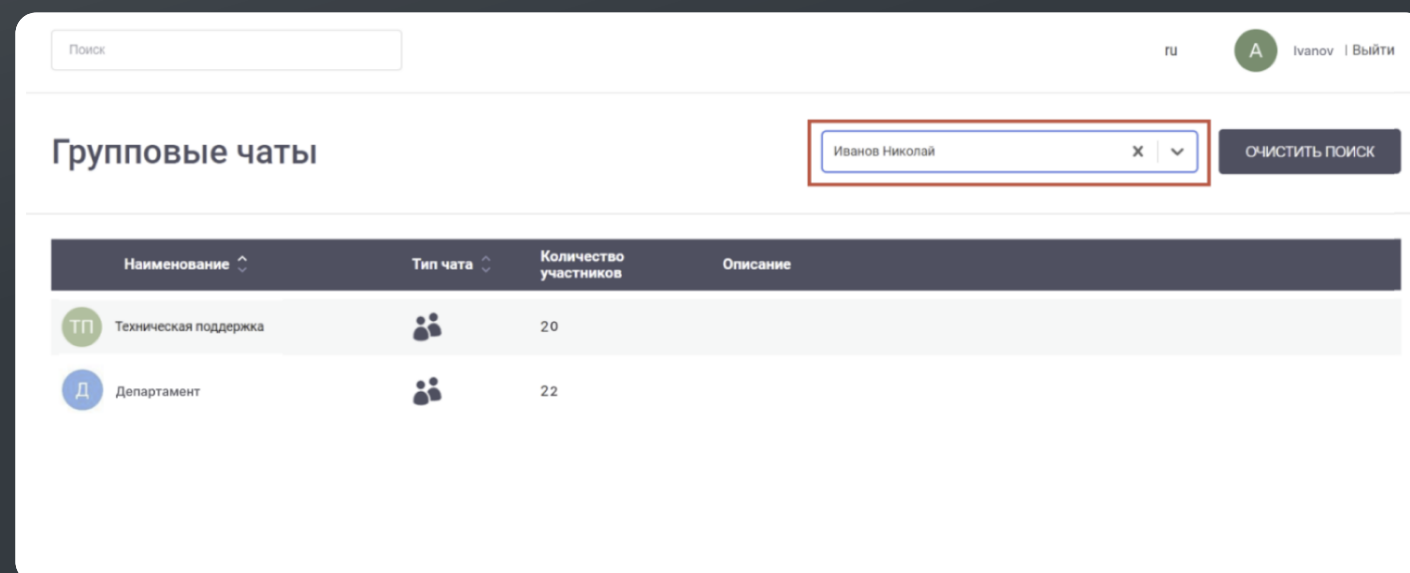 Поиск
ru
А
Ivanov | Выйти
Групповые чаты
Иванов Николай
ОЧИСТИТЬ ПОИСК
Наименование Тип чата Количество участников Описание
ТП Техническая поддержка 20
Д Департамент 22